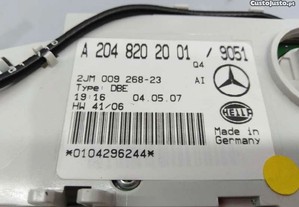 CustoJusto.pt
A 204 820 20 01 / 9051
Q4
2JM 009 268-23 AI
Type: DBE
19:16 04.05.07
HW 41/06
HELLA
Made in
Germany
*0104296244*